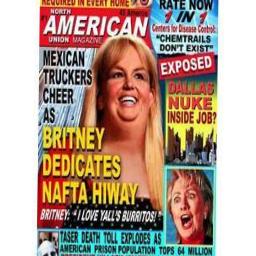 REQUIRED IN EVERY HOME
NORTH
AMERICAN
UNION MAGAZINE
RATE NOW
1 IN 1
Centers for Disease Control:
"CHEMTRAILS
DON'T EXIST"
EXPOSED
MEXICAN
TRUCKERS
CHEER
AS
BRITNEY
DEDICATES
NAFTA HIWAY
BRITNEY: "I LOVE YALL'S BURRITOS!"
DALLAS
NUKE
INSIDE JOB?
TASER DEATH TOLL EXPLODES AS
AMERICAN PRISON POPULATION TOPS 64 MILLION